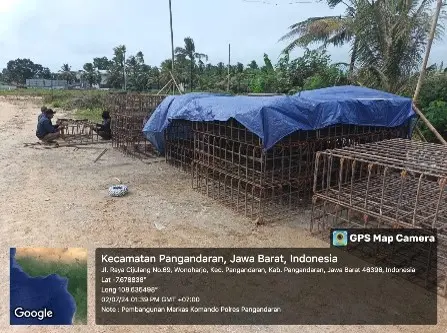 GPS Map Camera
Kecamatan Pangandaran, Jawa Barat, Indonesia
Jl. Raya Cijulang No.69, Wonoharjo, Kec. Pangandaran, Kab. Pangandaran, Jawa Barat 46396, Indonesia
Lat -7.678838°
Long 108.636496°
02/07/24 01:39 PM GMT +07:00
Note : Pembangunan Markas Komando Polres Pangandaran
Google